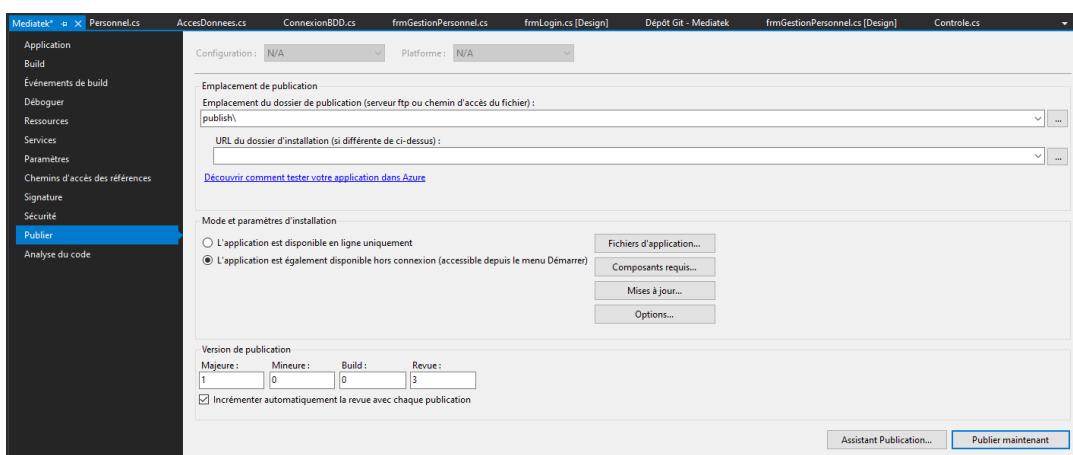 Mediatek* Personnel.cs AccesDonnees.cs ConnexionBDD.cs frmGestionPersonnel.cs frmLogin.cs [Design] Dépôt Git - Mediatek frmGestionPersonnel.cs [Design] Controle.cs
Application
Build
Événements de build
Déboguer
Ressources
Services
Paramètres
Chemins d'accès des références
Signature
Sécurité
Publier
Analyse du code
Configuration : N/A Plateforme : N/A
Emplacement de publication
Emplacement du dossier de publication (serveur ftp ou chemin d'accès du fichier) :
publish\ ...
URL du dossier d'installation (si différente de ci-dessus) :
...
Découvrir comment tester votre application dans Azure
Mode et paramètres d'installation
L'application est disponible en ligne uniquement
L'application est également disponible hors connexion (accessible depuis le menu Démarrer)
Fichiers d'application...
Composants requis...
Mises à jour...
Options...
Version de publication
Majeure : Mineure : Build : Revue :
1 0 0 3
Incrémenter automatiquement la revue avec chaque publication
Assistant Publication... Publier maintenant